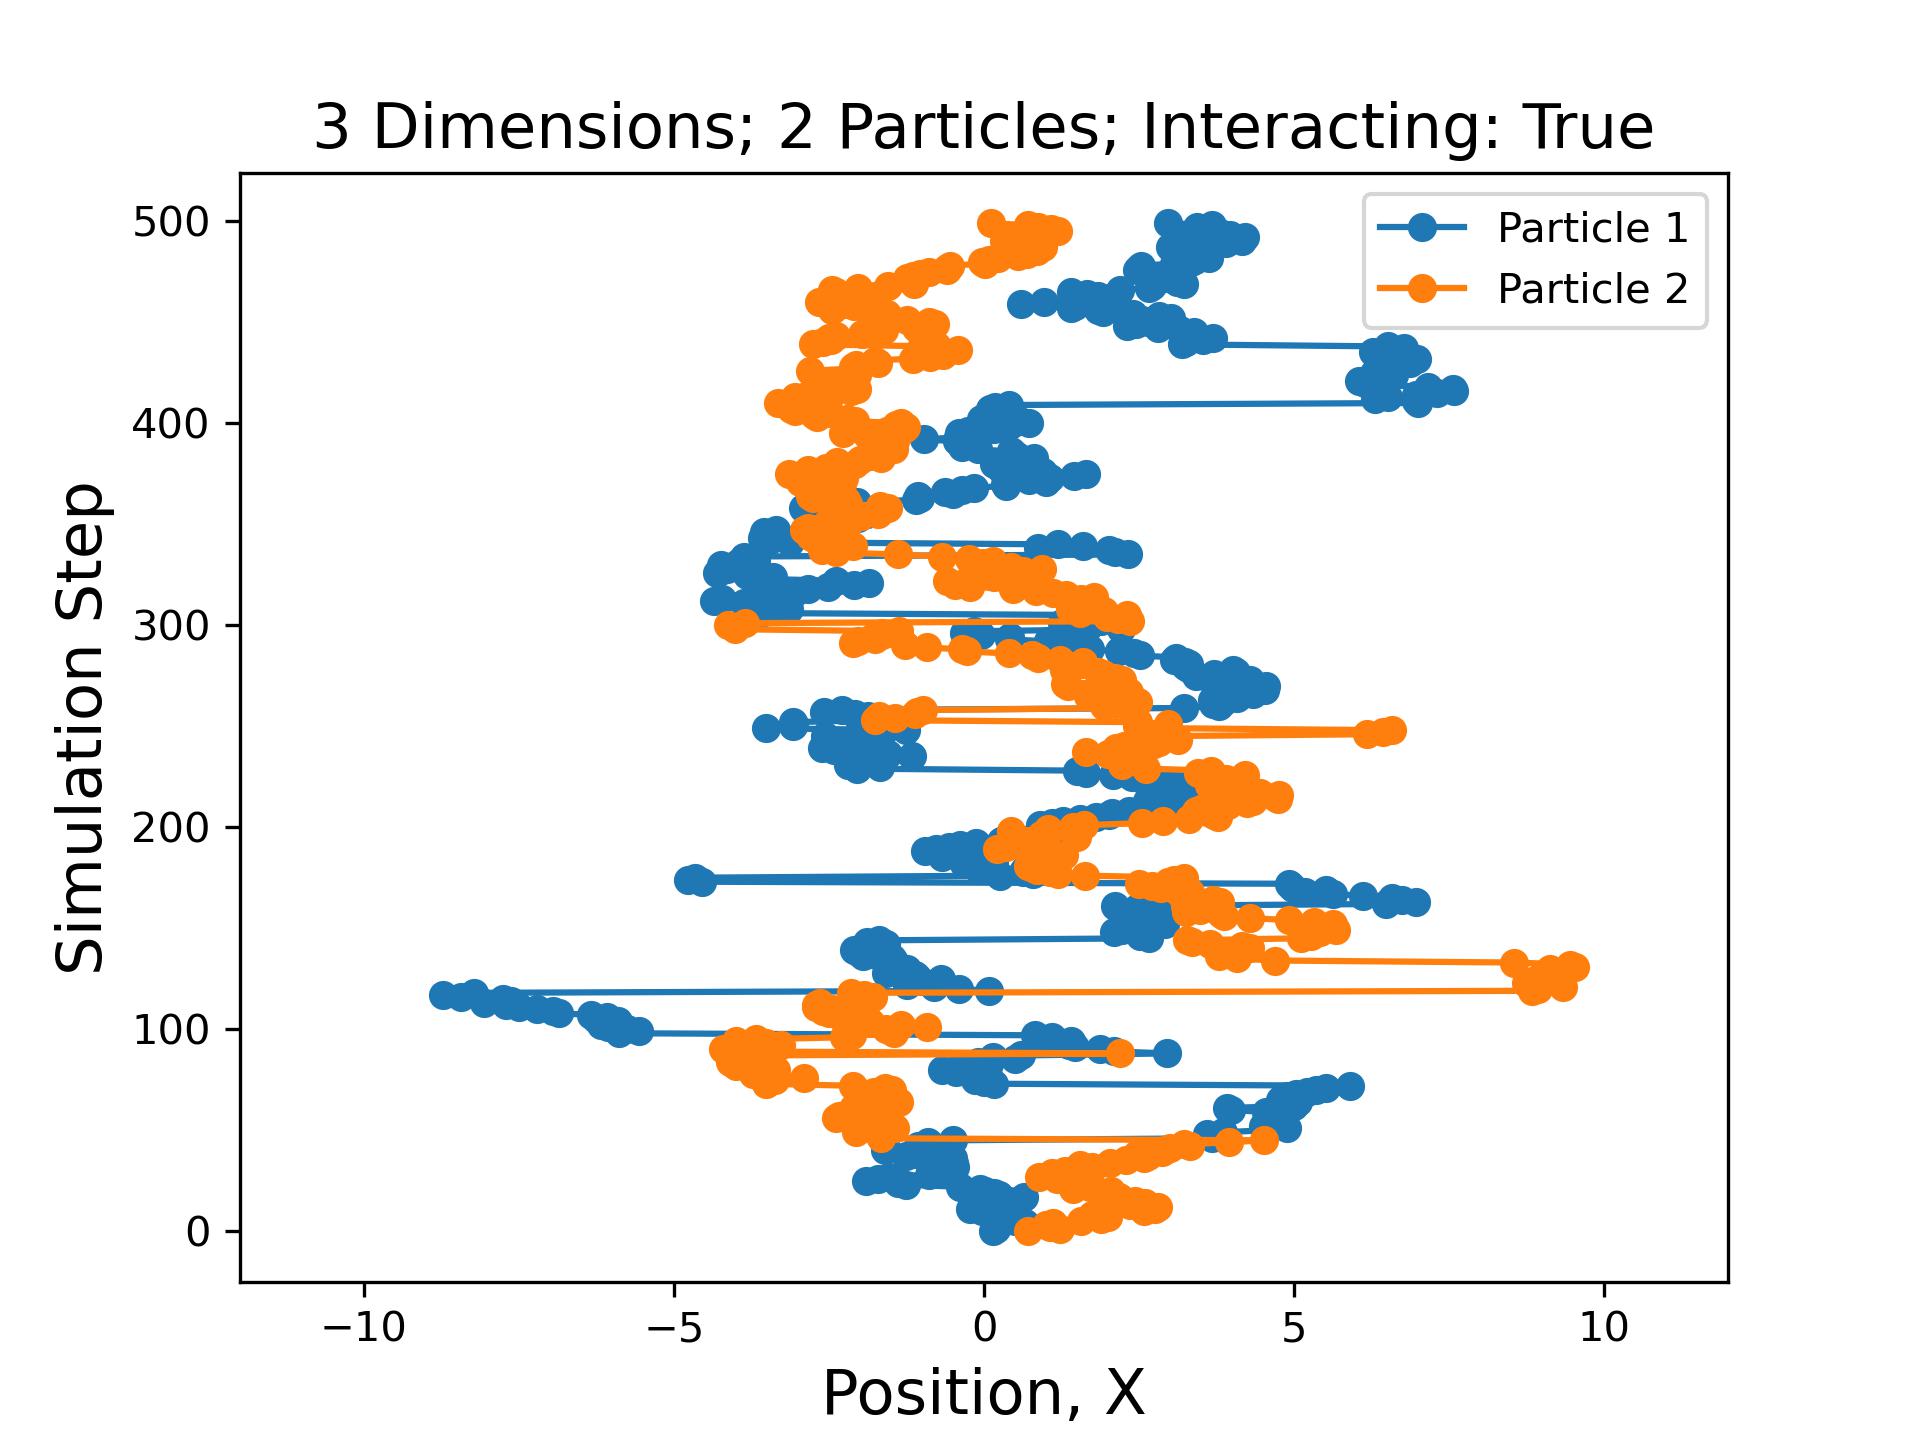 3 Dimensions; 2 Particles; Interacting: True
Particle 1
Particle 2
Simulation Step
500
400
300
200
100
0
−10 −5 0 5 10
Position, X